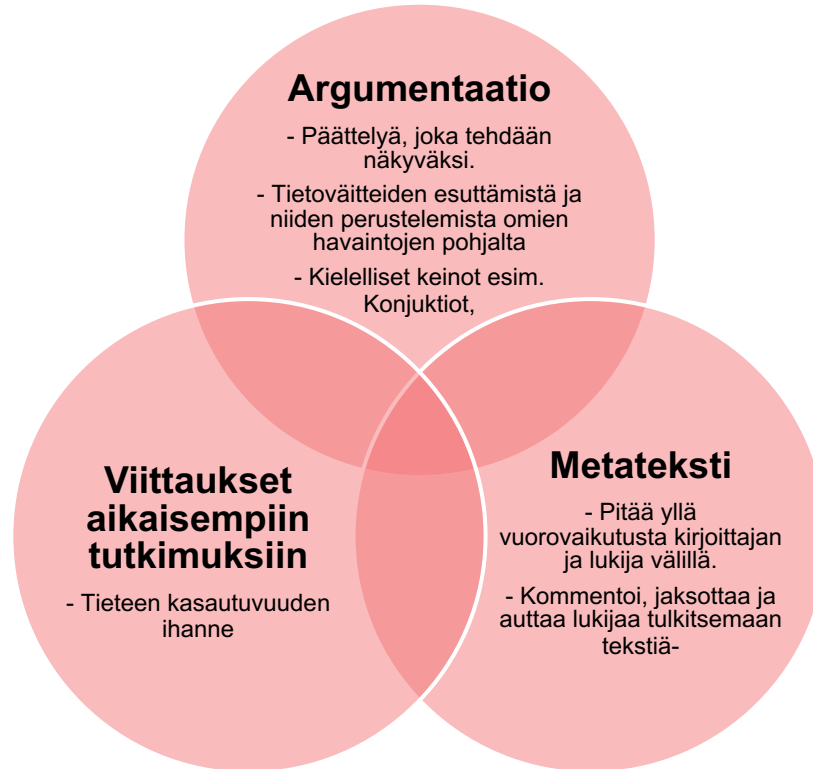 Argumentaatio
- Päättelyä, joka tehdään
näkyväksi.
- Tietoväitteiden esuttämistä ja
niiden perustelemista omien
havaintojen pohjalta
- Kielelliset keinot esim.
Konjuktiot,
Viittaukset
aikaisempiin
tutkimuksiin
- Tieteen kasautuvuuden
ihanne
Metateksti
- Pitää yllä
vuorovaikutusta kirjoittajan
ja lukija välillä.
- Kommentoi, jaksottaa ja
auttaa lukijaa tulkitsemaan
tekstiä-